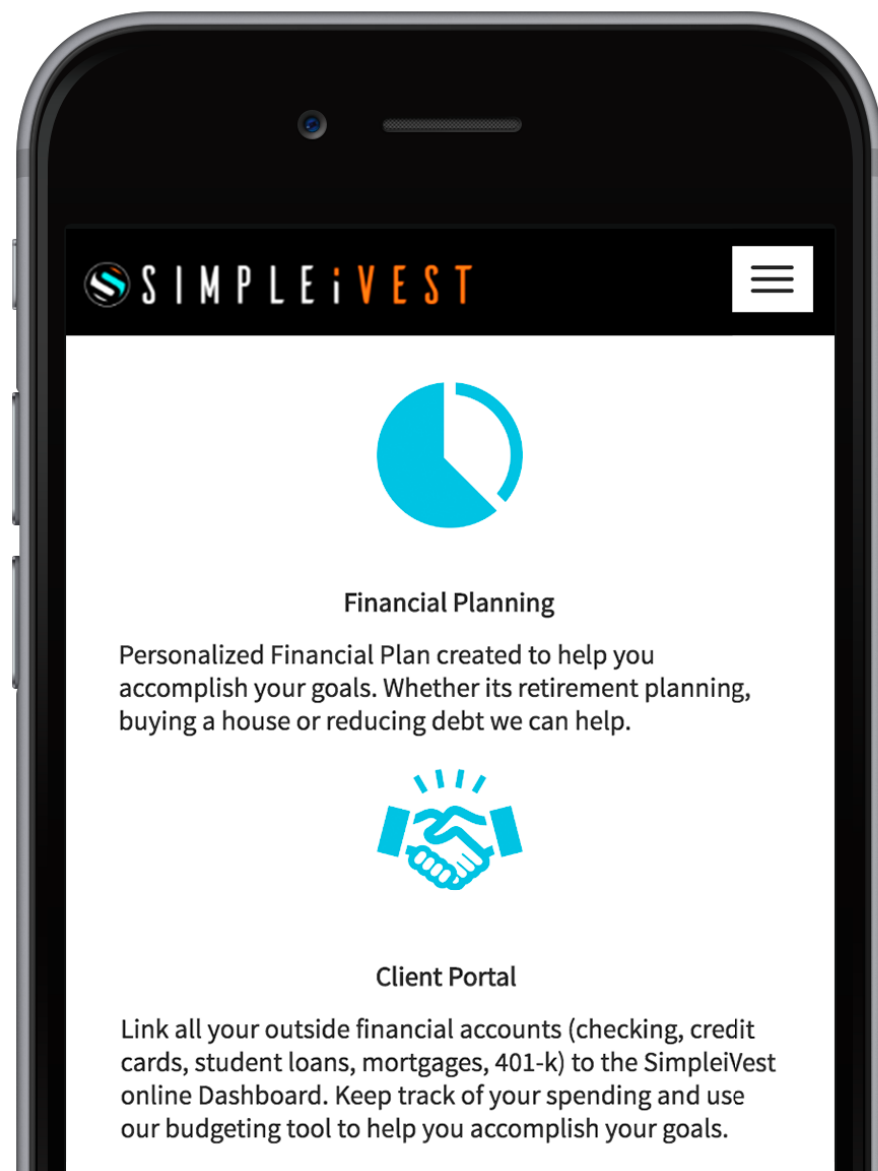 SIMPLEiVEST
Financial Planning
Personalized Financial Plan created to help you
accomplish your goals. Whether its retirement planning,
buying a house or reducing debt we can help.
Client Portal
Link all your outside financial accounts (checking, credit
cards, student loans, mortgages, 401-k) to the SimpleiVest
online Dashboard. Keep track of your spending and use
our budgeting tool to help you accomplish your goals.